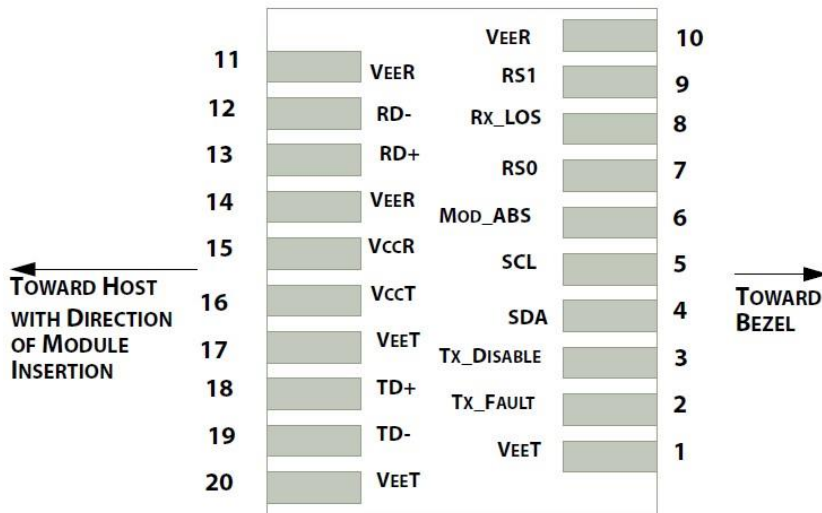 11 VEER
12 RD-
13 RD+
14 VEER
15 VCCR
16 VCCT
17 VEET
18 TD+
19 TD-
20 VEET
TOWARD HOST
WITH DIRECTION
OF MODULE
INSERTION
VEER 10
RS1 9
RX_LOS 8
RS0 7
MOD_ABS 6
SCL 5
SDA 4
TX_DISABLE 3
TX_FAULT 2
VEET 1
TOWARD
BEZEL